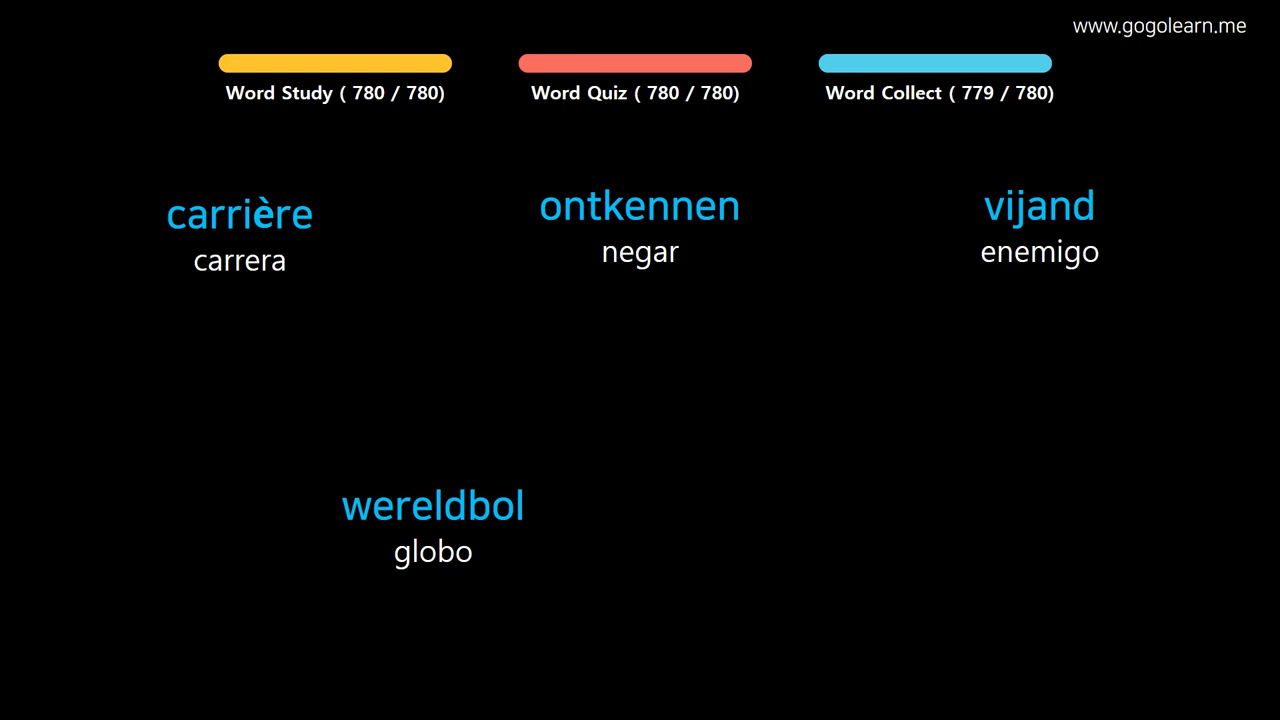 www.gogolearn.me
Word Study ( 780 / 780)
Word Quiz ( 780 / 780)
Word Collect ( 779 / 780)
carrière
carrera
ontkennen
negar
vijand
enemigo
wereldbol
globo